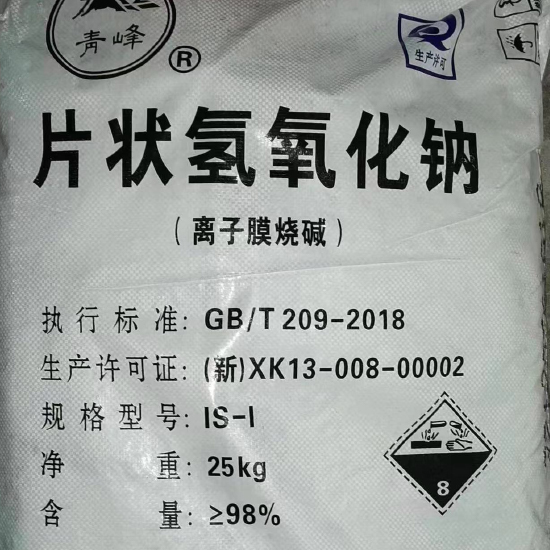 青峰
®
生产许可
片状氢氧化钠
(离子膜烧碱)
执行标准: GB/T 209-2018
生产许可证: (新)XK13-008-00002
规格型号: IS-I
净重: 25kg
含量: ≥98%
8